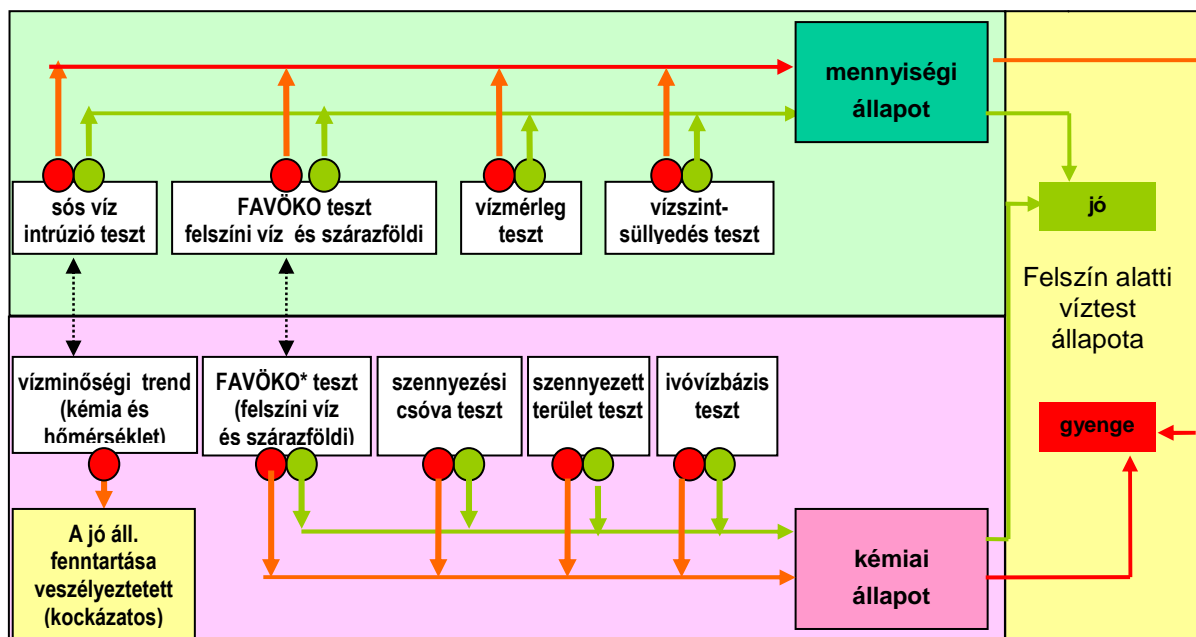 mennyiségi
állapot
sós víz
intrúzió teszt
FAVÖKO teszt
felszíni víz és szárazföldi
vízmérleg
teszt
vízszint-
süllyedés teszt
jó
Felszín alatti
víztest
állapota
gyenge
vízminőségi trend
(kémia és
hőmérséklet)
FAVÖKO* teszt
(felszíni víz
és szárazföldi)
szennyezési
csóva teszt
szennyezett
terület teszt
ivóvízbázis
teszt
A jó áll.
fenntartása
veszélyeztetett
(kockázatos)
kémiai
állapot